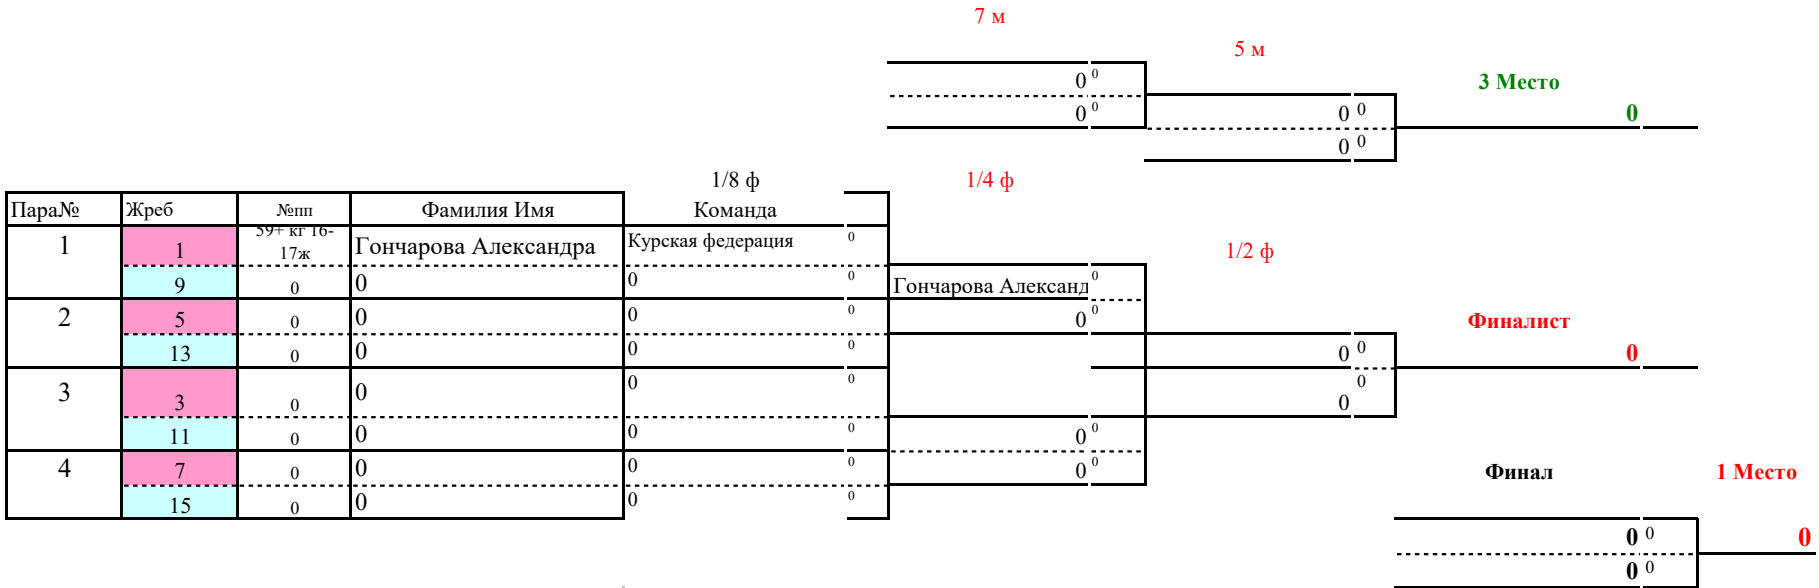 7 м
5 м
0 0
3 Место
0 0
0 0
0
0 0
1/8 ф
1/4 ф
Пара№ Жреб №пп Фамилия Имя Команда
1 1 59+ кг 16-17ж Гончарова Александра Курская федерация 0
1/2 ф
9 0 0 0 0
Гончарова Александ 0
2 5 0 0 0 0
0 0
Финалист
13 0 0 0 0
0 0
0
3 3 0 0 0 0
0
0
11 0 0 0 0
0 0
4 7 0 0 0 0
0 0
Финал
1 Место
15 0 0 0 0
0 0
0
0 0